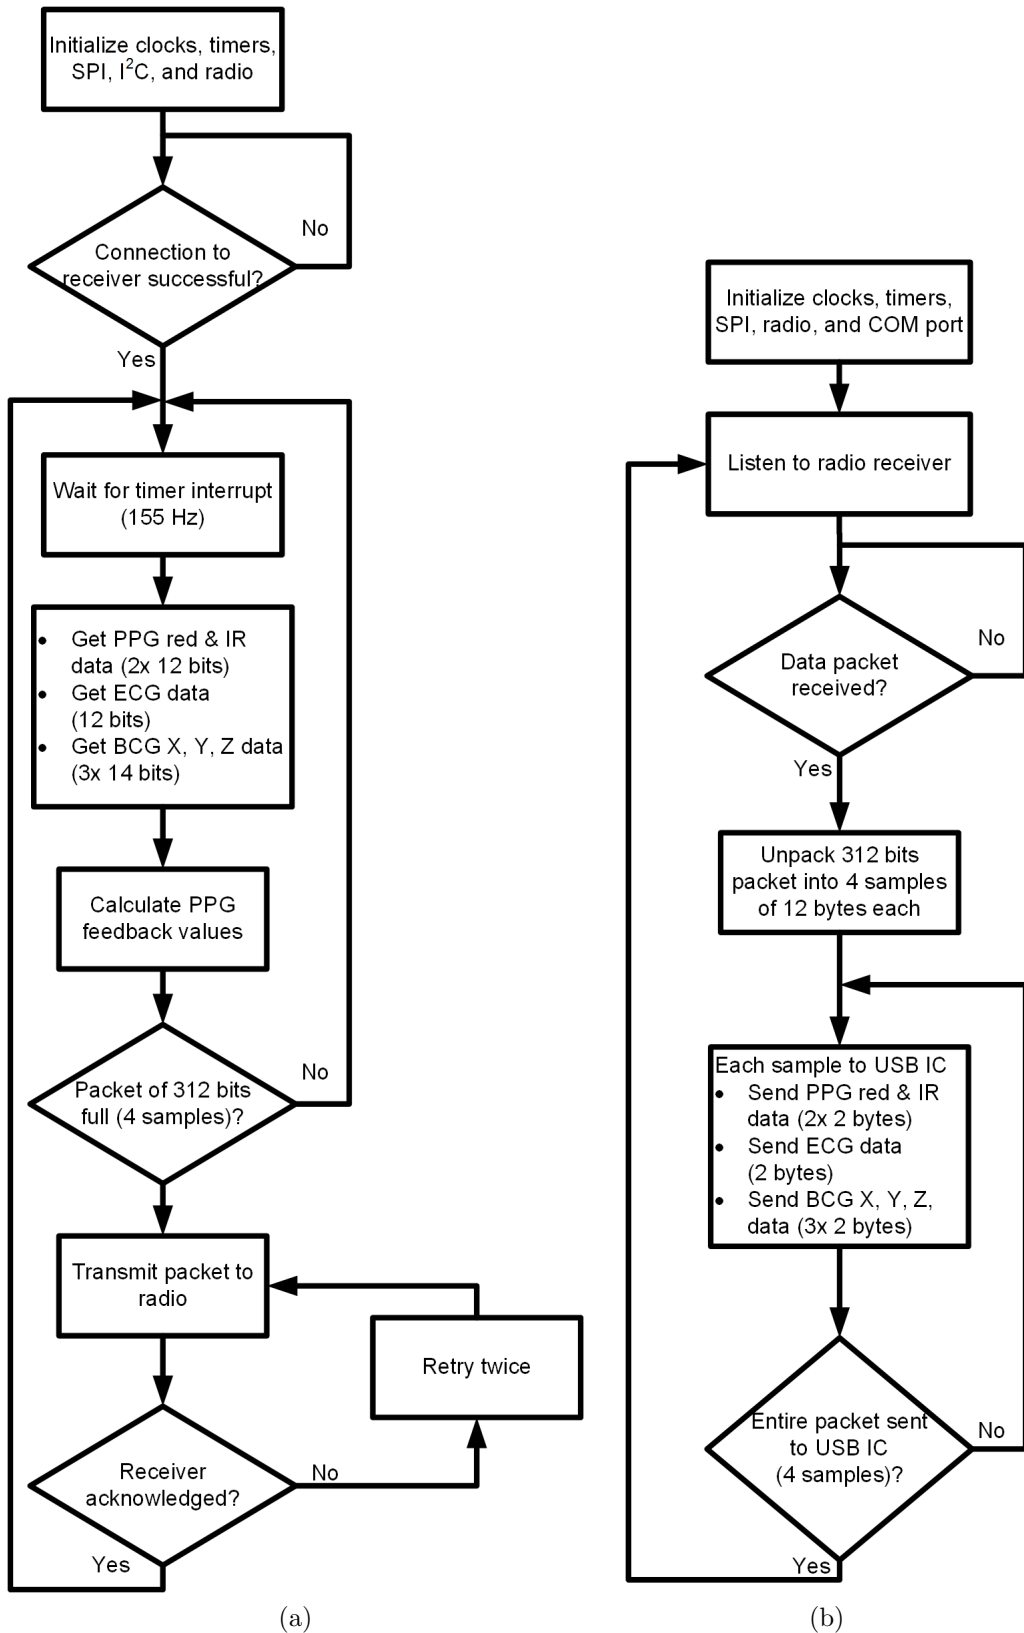 Initialize clocks, timers,
SPI, I²C, and radio
No
Connection to
receiver successful?
Yes
Wait for timer interrupt
(155 Hz)
• Get PPG red & IR
data (2x 12 bits)
• Get ECG data
(12 bits)
• Get BCG X, Y, Z data
(3x 14 bits)
Calculate PPG
feedback values
No
Packet of 312 bits
full (4 samples)?
Transmit packet to
radio
Retry twice
Receiver
acknowledged?
No
Yes
(a)
Initialize clocks, timers,
SPI, radio, and COM port
Listen to radio receiver
No
Data packet
received?
Yes
Unpack 312 bits
packet into 4 samples
of 12 bytes each
Each sample to USB IC
• Send PPG red & IR
data (2x 2 bytes)
• Send ECG data
(2 bytes)
• Send BCG X, Y, Z,
data (3x 2 bytes)
Entire packet sent
to USB IC
(4 samples)?
No
Yes
(b)